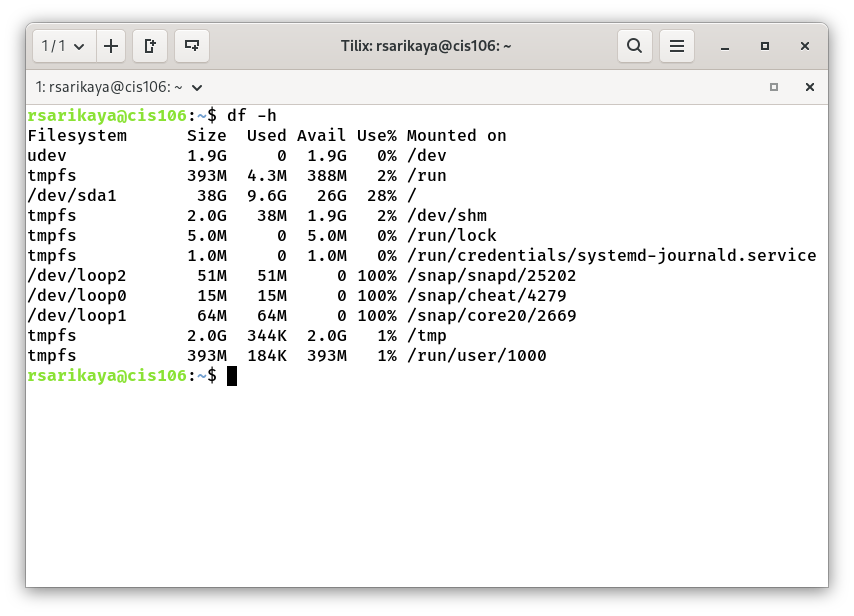 1 / 1
Tilix: rsarikaya@cis106: ~
1: rsarikaya@cis106: ~
rsarikaya@cis106:~$ df -h
Filesystem      Size  Used Avail Use% Mounted on
udev            1.9G     0  1.9G   0% /dev
tmpfs           393M  4.3M  388M   2% /run
/dev/sda1        38G  9.6G   26G  28% /
tmpfs           2.0G   38M  1.9G   2% /dev/shm
tmpfs           5.0M     0  5.0M   0% /run/lock
tmpfs           1.0M     0  1.0M   0% /run/credentials/systemd-journald.service
/dev/loop2       51M   51M     0 100% /snap/snapd/25202
/dev/loop0       15M   15M     0 100% /snap/cheat/4279
/dev/loop1       64M   64M     0 100% /snap/core20/2669
tmpfs           2.0G  344K  2.0G   1% /tmp
tmpfs           393M  184K  393M   1% /run/user/1000
rsarikaya@cis106:~$